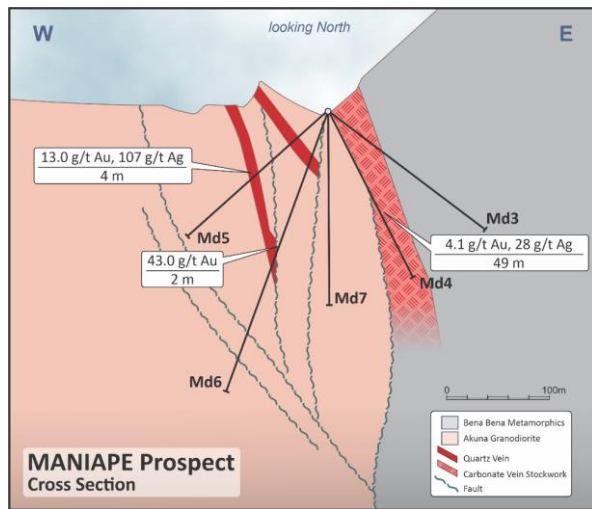 W
looking North
E
13.0 g/t Au, 107 g/t Ag
4 m
Md3
Md5
4.1 g/t Au, 28 g/t Ag
49 m
43.0 g/t Au
2 m
Md4
Md7
Md6
0
100m
MANIAPE Prospect
Cross Section
Bena Bena Metamorphics
Akuna Granodiorite
Quartz Vein
Carbonate Vein Stockwork
Fault